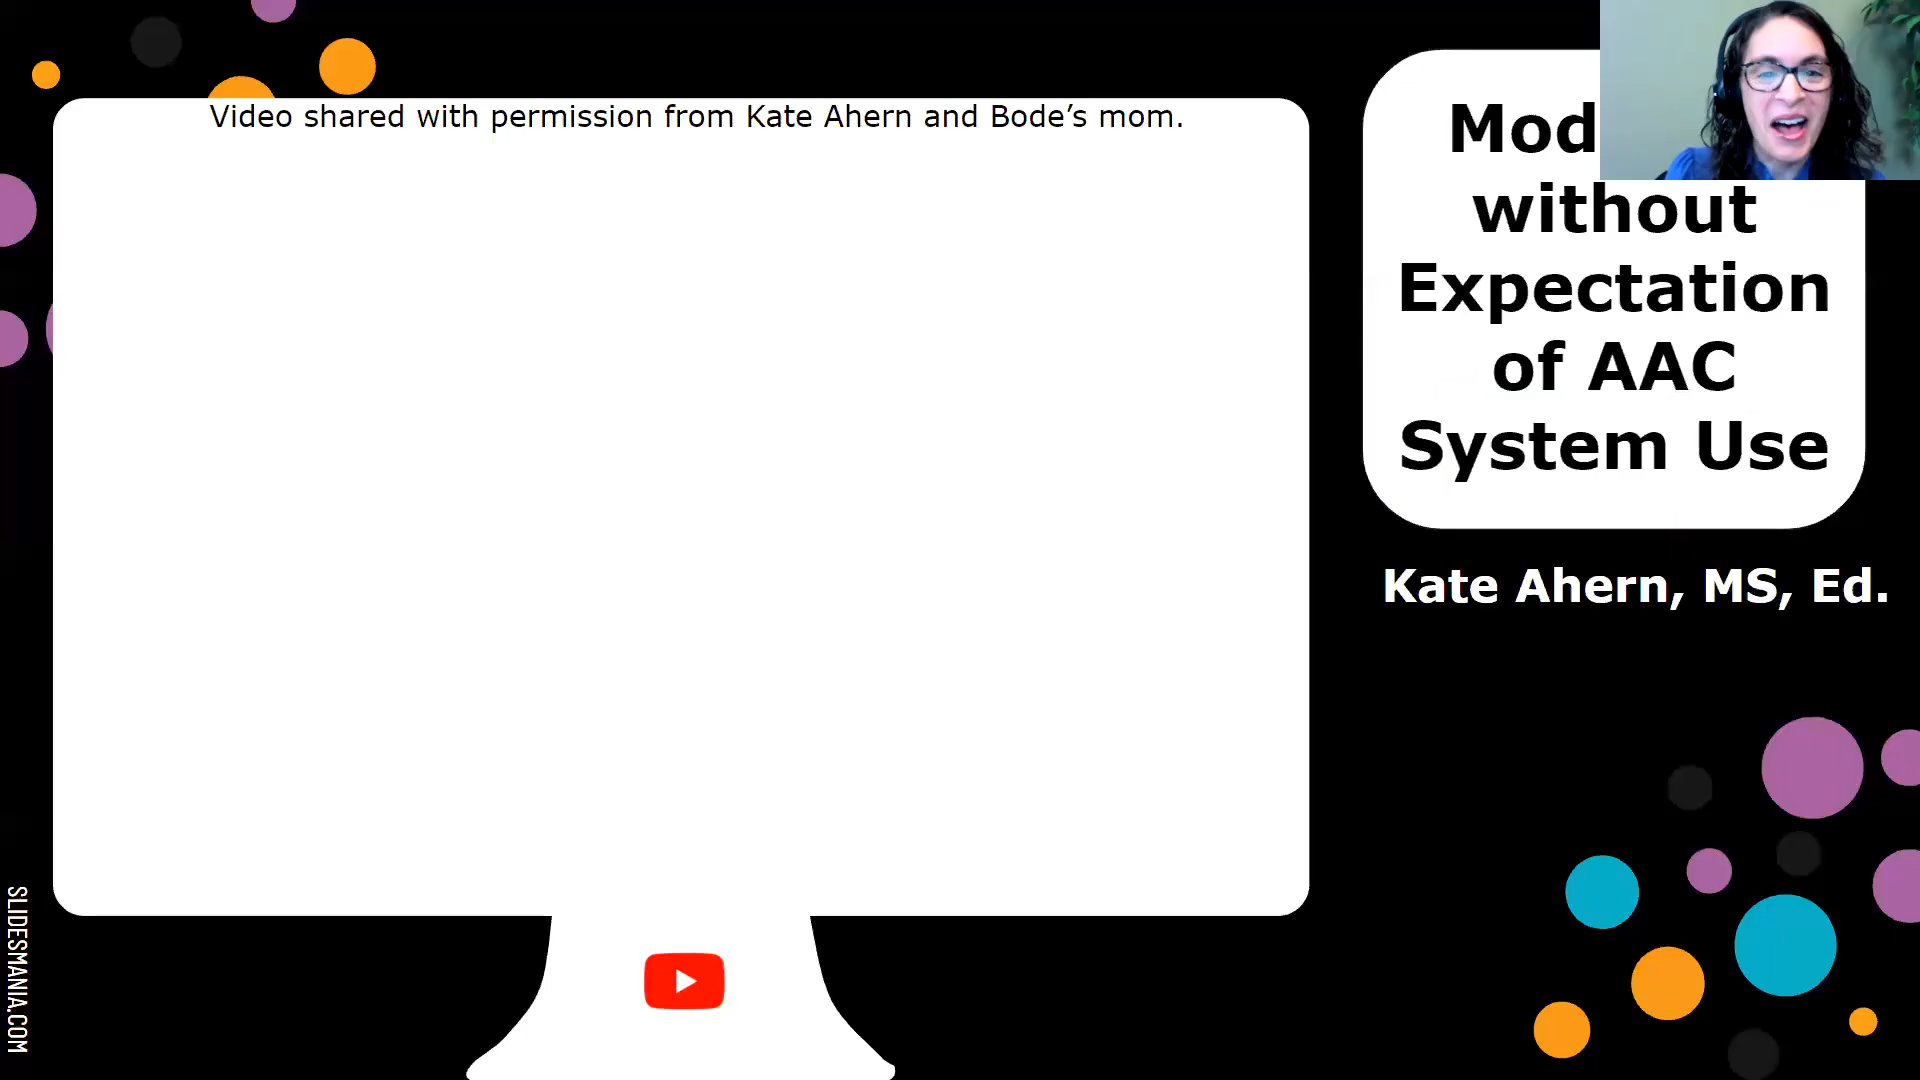 Video shared with permission from Kate Ahern and Bode’s mom.
without
Expectation
of AAC
System Use
Kate Ahern, MS, Ed.
SLIDESMANIA.COM